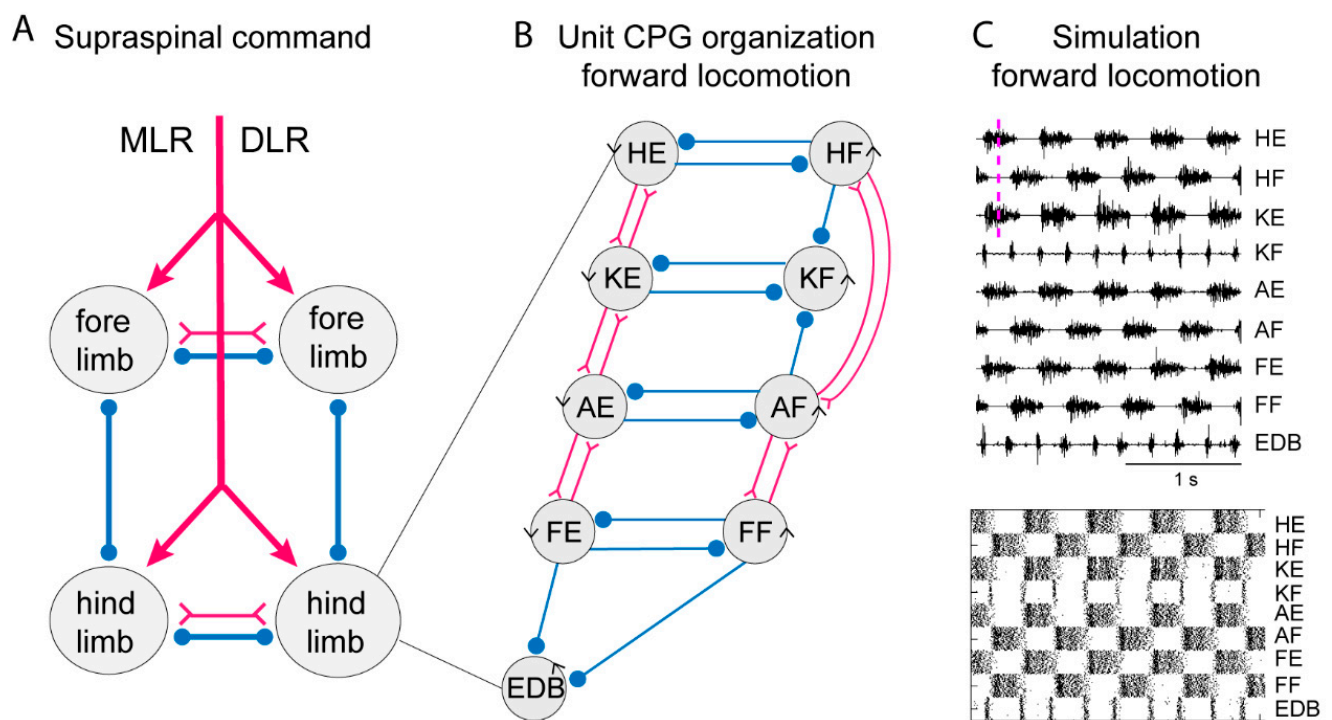 A Supraspinal command
MLR DLR
fore
limb
fore
limb
hind
limb
hind
limb
B Unit CPG organization
forward locomotion
HE HF
KE KF
AE AF
FE FF
EDB
C Simulation
forward locomotion
HE
HF
KE
KF
AE
AF
FE
FF
EDB
1 s
HE
HF
KE
KF
AE
AF
FE
FF
EDB